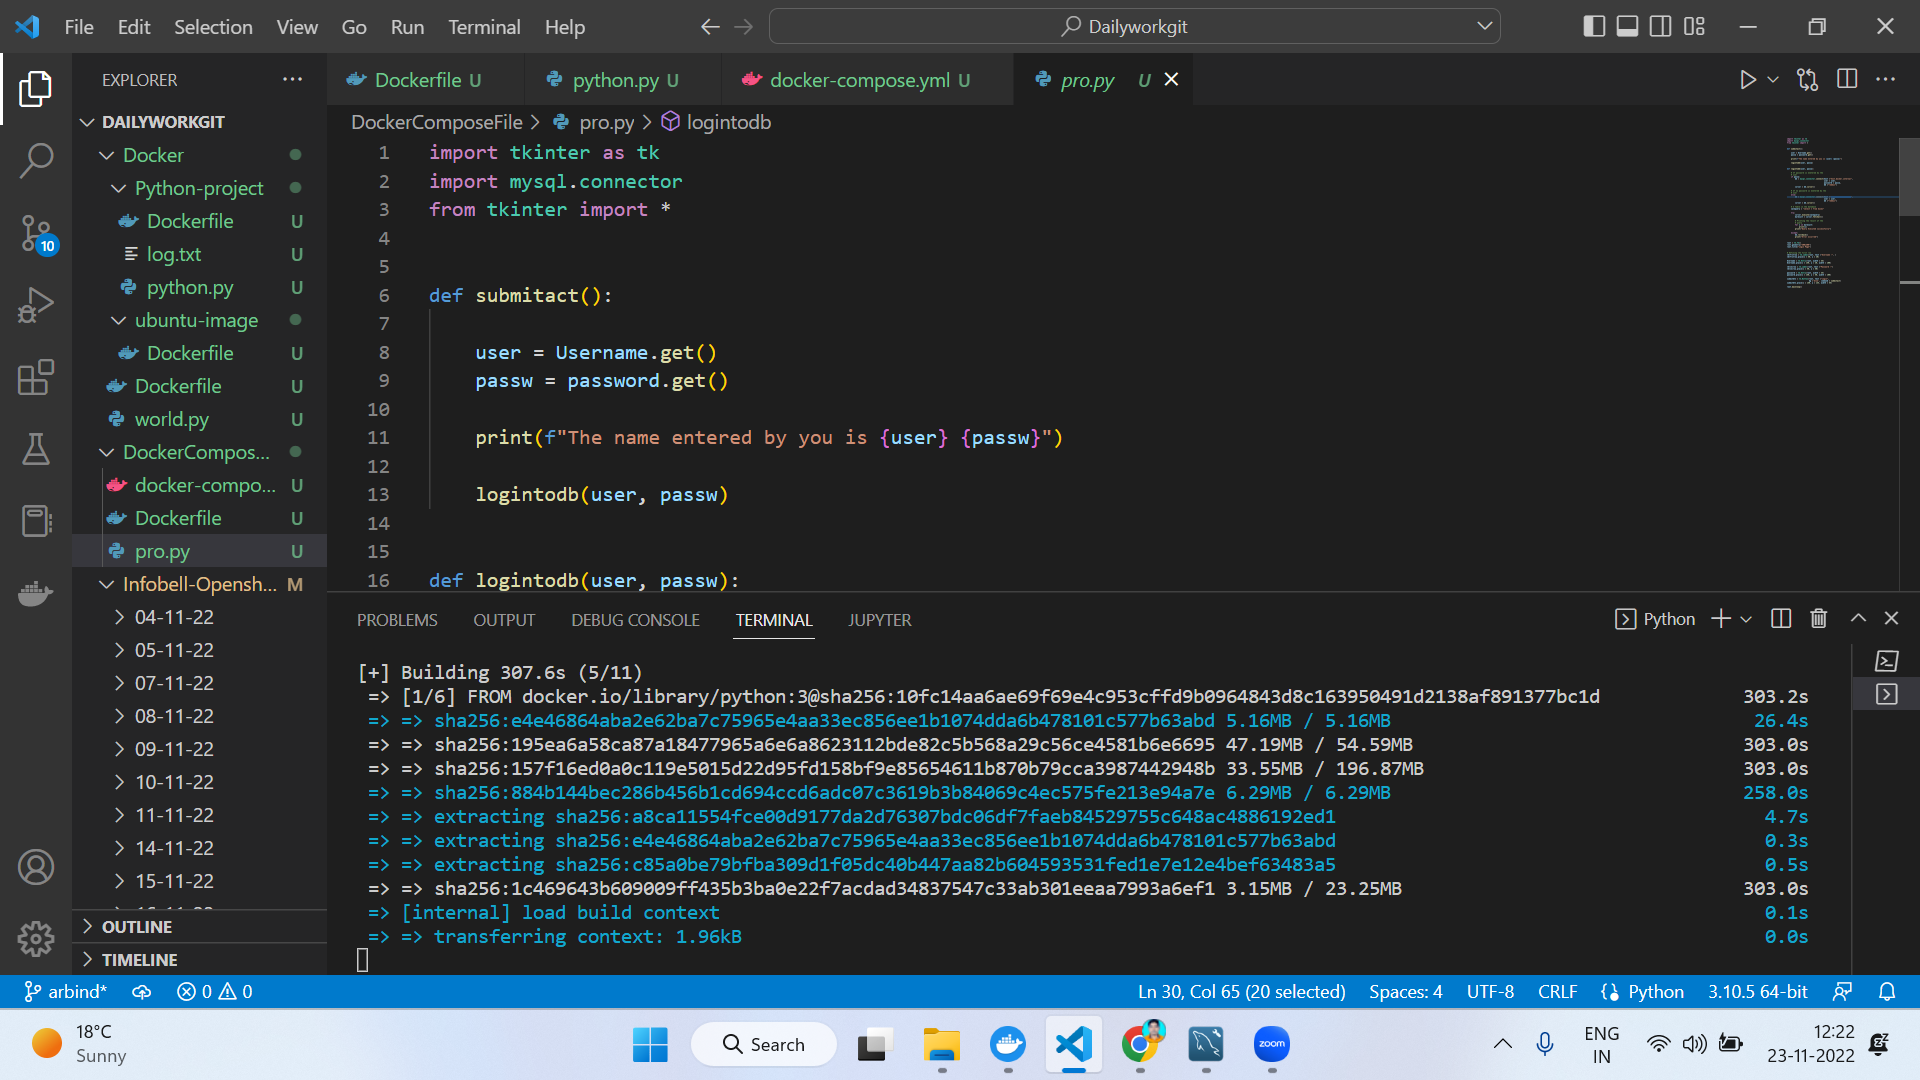 File Edit Selection View Go Run Terminal Help
Dailyworkgit
EXPLORER
Dockerfile U
python.py U
docker-compose.yml U
pro.py U
DockerComposeFile > pro.py > logintodb
DAILYWORKGIT
Docker
Python-project
Dockerfile U
log.txt U
python.py U
ubuntu-image
Dockerfile U
Dockerfile U
world.py U
DockerCompos...
docker-compo... U
Dockerfile U
pro.py U
Infobell-Opensh... M
04-11-22
05-11-22
07-11-22
08-11-22
09-11-22
10-11-22
11-11-22
14-11-22
15-11-22
OUTLINE
TIMELINE
10
1 import tkinter as tk
2 import mysql.connector
3 from tkinter import *
4
5
6 def submitact():
7
8 user = Username.get()
9 passw = password.get()
10
11 print(f"The name entered by you is {user} {passw}")
12
13 logintodb(user, passw)
14
15
16 def logintodb(user, passw):
PROBLEMS OUTPUT DEBUG CONSOLE TERMINAL JUPYTER
Python
[+] Building 307.6s (5/11)
=> [1/6] FROM docker.io/library/python:3@sha256:10fc14aa6ae69f69e4c953cffd9b0964843d8c163950491d2138af891377bc1d 303.2s
=> => sha256:e4e46864aba2e62ba7c75965e4aa33ec856ee1b1074dda6b478101c577b63abd 5.16MB / 5.16MB 26.4s
=> => sha256:195ea6a58ca87a18477965a6e6a8623112bde82c5b568a29c56ce4581b6e6695 47.19MB / 54.59MB 303.0s
=> => sha256:157f16ed0a0c119e5015d22d95fd158bf9e85654611b870b79cca3987442948b 33.55MB / 196.87MB 303.0s
=> => sha256:884b144bec286b456b1cd694ccd6adc07c3619b3b84069c4ec575fe213e94a7e 6.29MB / 6.29MB 258.0s
=> => extracting sha256:a8ca11554fce00d9177da2d76307bdc06df7faeb84529755c648ac4886192ed1 4.7s
=> => extracting sha256:e4e46864aba2e62ba7c75965e4aa33ec856ee1b1074dda6b478101c577b63abd 0.3s
=> => extracting sha256:c85a0be79bfba309d1f05dc40b447aa82b604593531fed1e7e12e4bef63483a5 0.5s
=> => sha256:1c469643b609009ff435b3ba0e22f7acdad34837547c33ab301eeaa7993a6ef1 3.15MB / 23.25MB 303.0s
=> [internal] load build context 0.1s
=> => transferring context: 1.96kB 0.0s
arbind* 0 0 Ln 30, Col 65 (20 selected) Spaces: 4 UTF-8 CRLF Python 3.10.5 64-bit
18°C
Sunny
Search
zoom
ENG
IN
12:22
23-11-2022